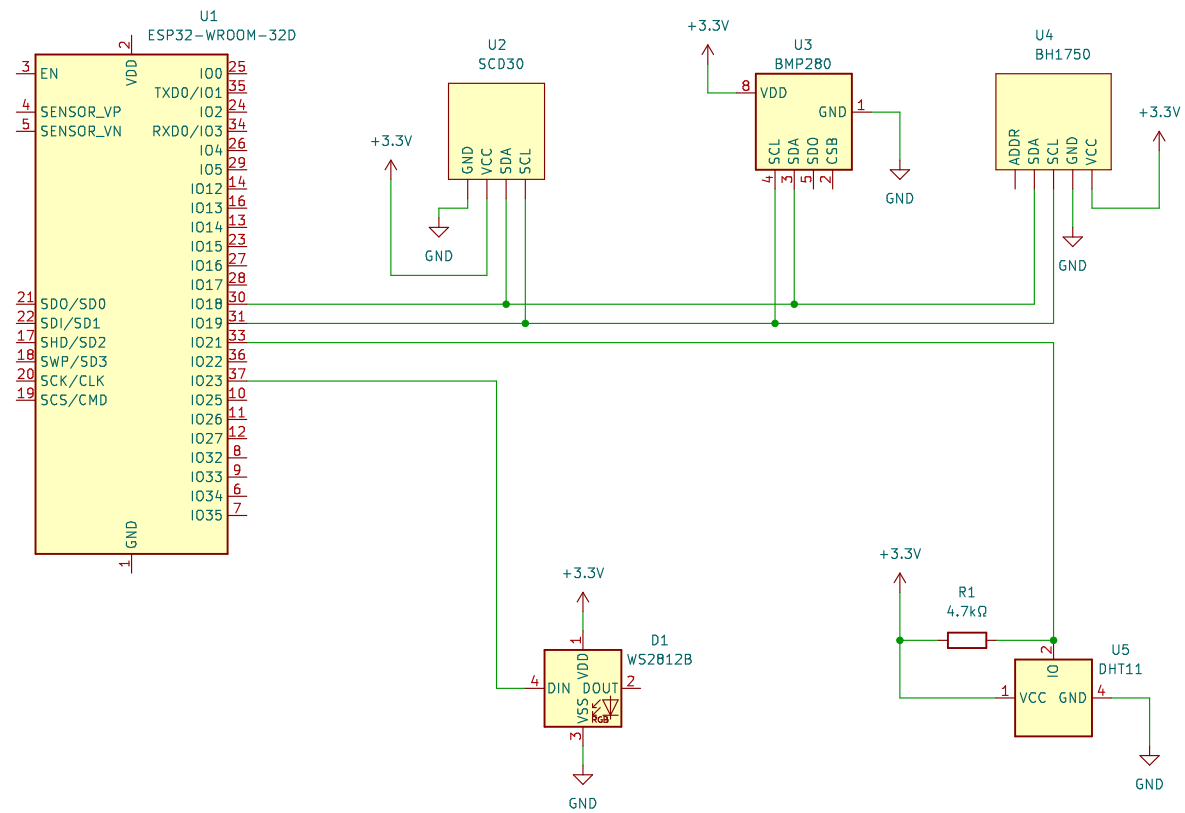 U1
ESP32-WROOM-32D
2
VDD
3 EN
4 SENSOR_VP
5 SENSOR_VN
21 SDO/SD0
22 SDI/SD1
17 SHD/SD2
18 SWP/SD3
20 SCK/CLK
19 SCS/CMD
IO0 25
TXD0/IO1 35
IO2 24
RXD0/IO3 34
IO4 26
IO5 29
IO12 14
IO13 16
IO14 13
IO15 23
IO16 27
IO17 28
IO18 30
IO19 31
IO21 33
IO22 36
IO23 37
IO25 10
IO26 11
IO27 12
IO32 8
IO33 9
IO34 6
IO35 7
GND
1
U2
SCD30
GND
VCC
SDA
SCL
+3.3V
GND
+3.3V
U3
BMP280
8 VDD
GND 1
SCL
SDA
SDO
CSB
4
3
5
2
GND
U4
BH1750
ADDR
SDA
SCL
GND
VCC
+3.3V
GND
+3.3V
D1
WS2812B
1
VDD
4 DIN
DOUT 2
VSS
RGB
3
GND
+3.3V
R1
4.7kΩ
U5
DHT11
2
IO
1 VCC
GND 4
GND